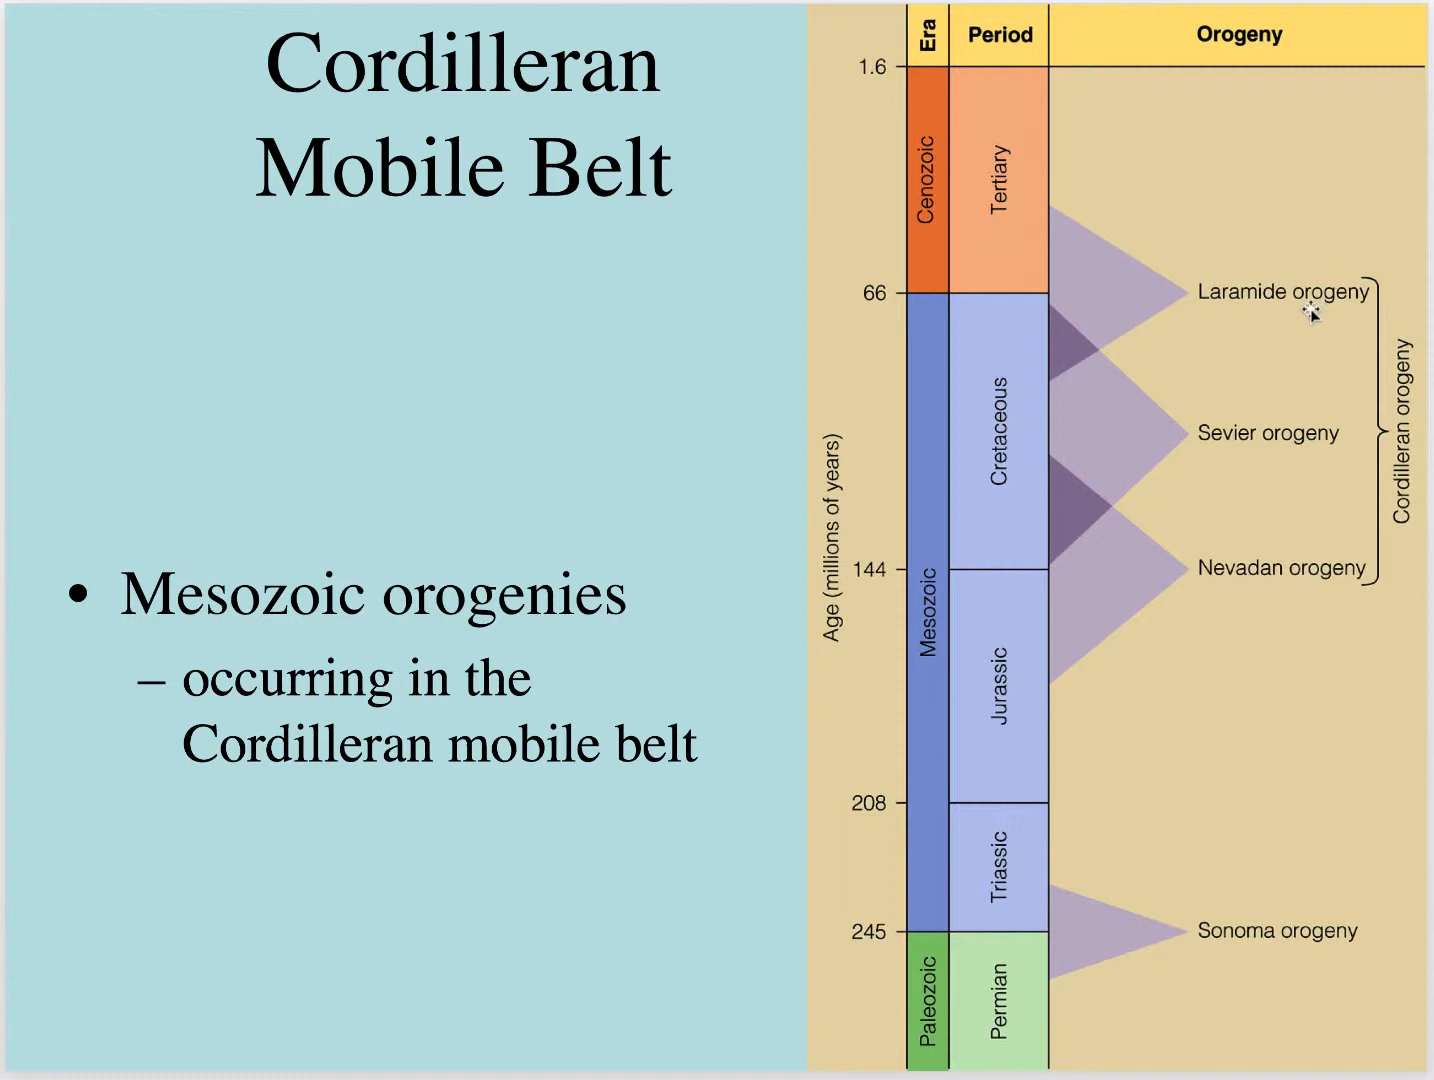 Cordilleran
Mobile Belt
• Mesozoic orogenies
– occurring in the
Cordilleran mobile belt
Era
Period
Orogeny
Age (millions of years)
1.6
66
144
208
245
Cenozoic
Mesozoic
Paleozoic
Tertiary
Cretaceous
Jurassic
Triassic
Permian
Laramide orogeny
Sevier orogeny
Nevadan orogeny
Sonoma orogeny
Cordilleran orogeny